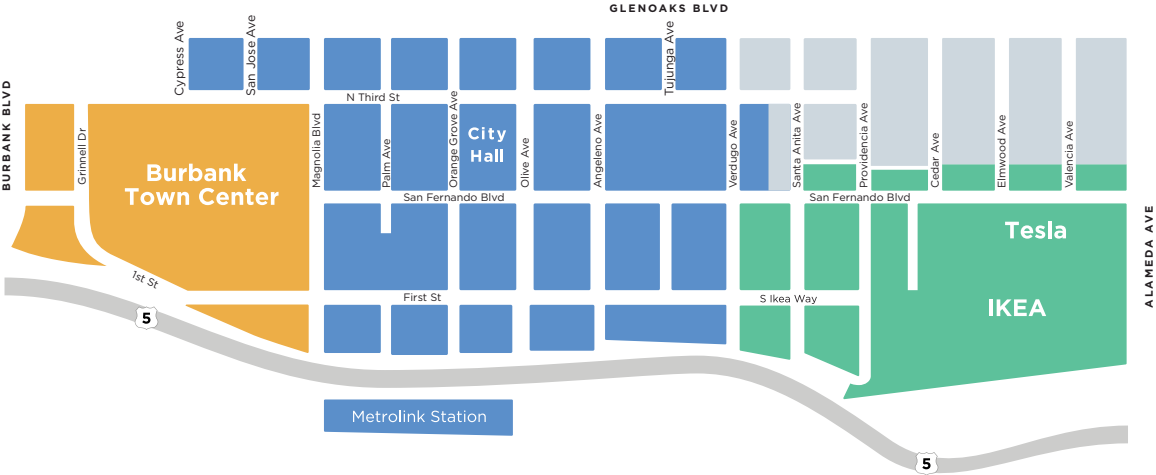 GLENOAKS BLVD
Cypress Ave
San Jose Ave
Tujunga Ave
BURBANK BLVD
N Third St
Grinnell Dr
Magnolia Blvd
Palm Ave
Orange Grove Ave
City
Hall
Olive Ave
Angeleno Ave
Verdugo Ave
Santa Anita Ave
Providencia Ave
Cedar Ave
Elmwood Ave
Valencia Ave
Burbank
Town Center
San Fernando Blvd
San Fernando Blvd
Tesla
ALAMEDA AVE
1st St
First St
S Ikea Way
IKEA
5
Metrolink Station
5